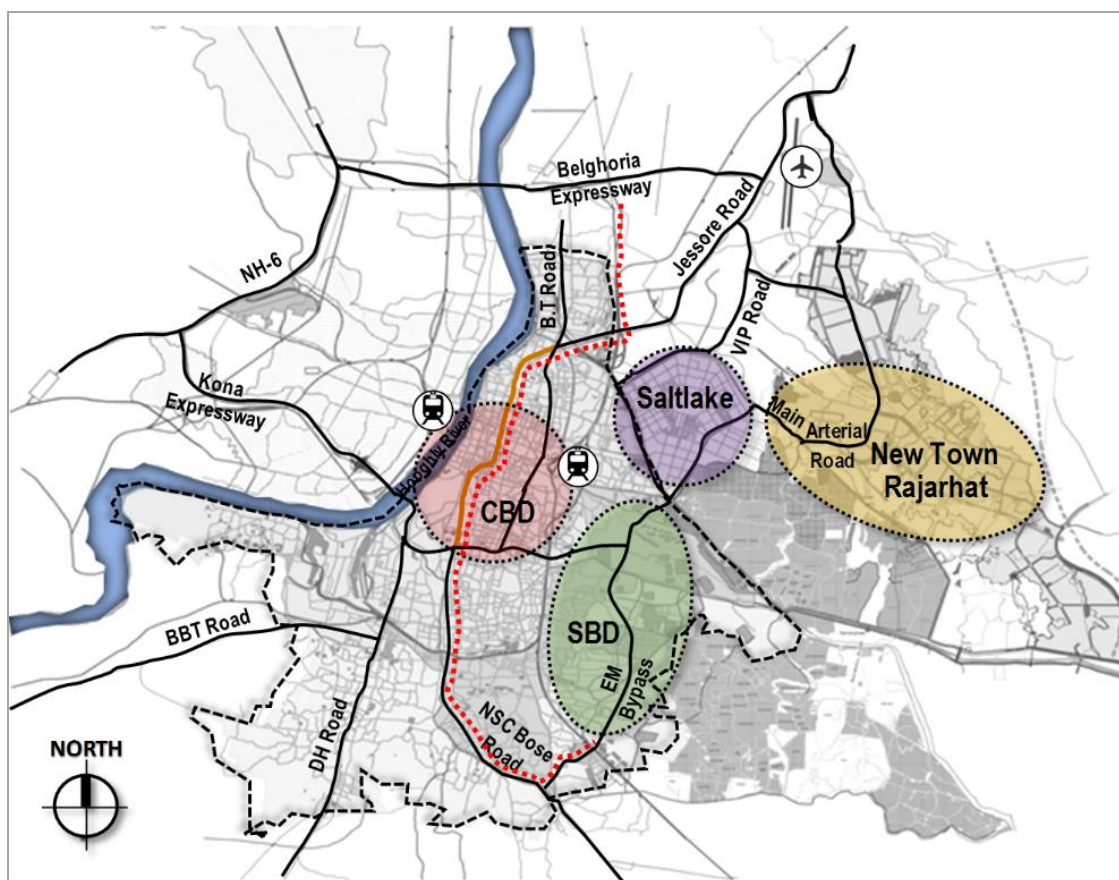 Belghoria
Expressway
Jessore Road
NH-6
B.T Road
VIP Road
Kona
Expressway
Saltlake
Main
Arterial
Road
New Town
Rajarhat
Hooghly River
CBD
BBT Road
SBD
EM
Bypass
NSC Bose
Road
DH Road
NORTH